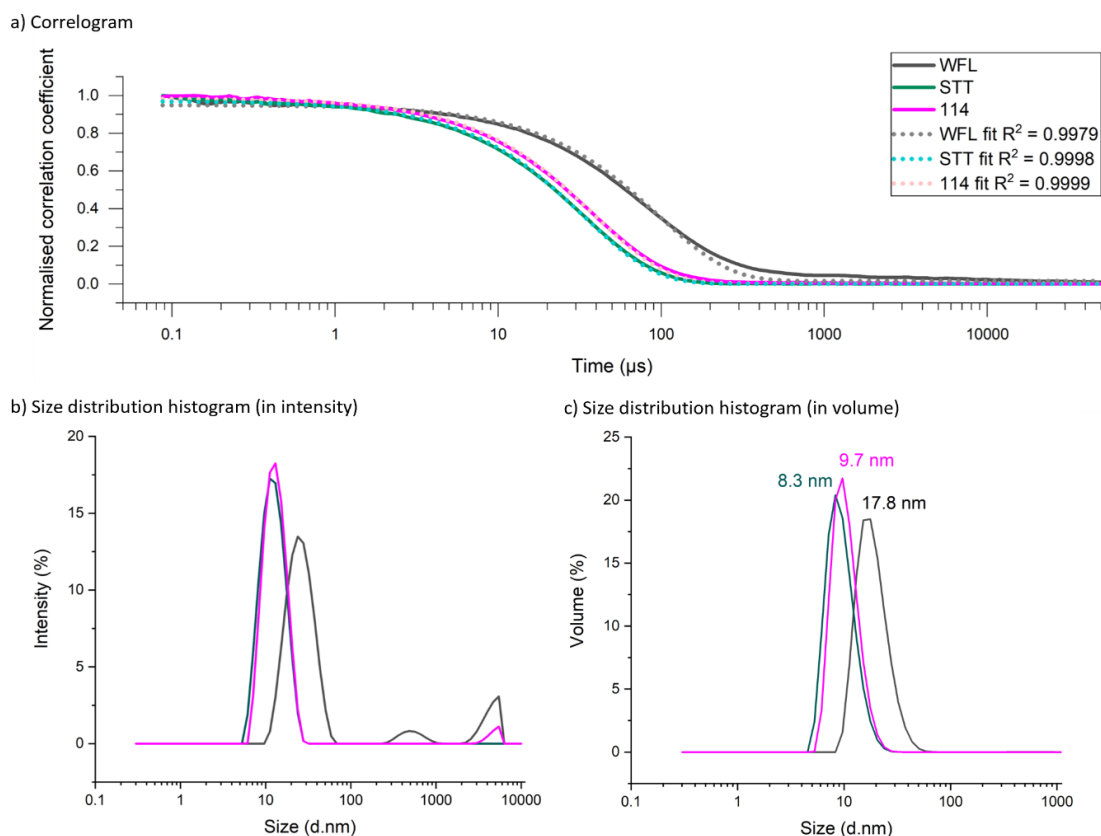 a) Correlogram
Normalised correlation coefficient
1.0
0.8
0.6
0.4
0.2
0.0
0.1
1
10
100
1000
10000
Time (µs)
WFL
STT
114
WFL fit R² = 0.9979
STT fit R² = 0.9998
114 fit R² = 0.9999
b) Size distribution histogram (in intensity)
Intensity (%)
20
15
10
5
0
0.1
1
10
100
1000
10000
Size (d.nm)
c) Size distribution histogram (in volume)
Volume (%)
25
20
15
10
5
0
9.7 nm
8.3 nm
17.8 nm
0.1
1
10
100
1000
Size (d.nm)